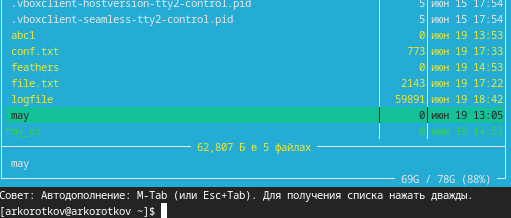 .vboxclient-hostversion-tty2-control.pid 5 июн 15 17:54
.vboxclient-seamless-tty2-control.pid 5 июн 15 17:54
abc1 0 июн 19 13:53
conf.txt 773 июн 19 17:33
feathers 0 июн 19 14:53
file.txt 2143 июн 19 17:22
logfile 59891 июн 19 18:42
may 0 июн 19 13:05
*my_os 0 июн 19 14:53
62,807 Б в 5 файлах
may
69G / 78G (88%)
Совет: Автодополнение: M-Tab (или Esc+Tab). Для получения списка нажать дважды.
[arkorotkov@arkorotkov ~]$